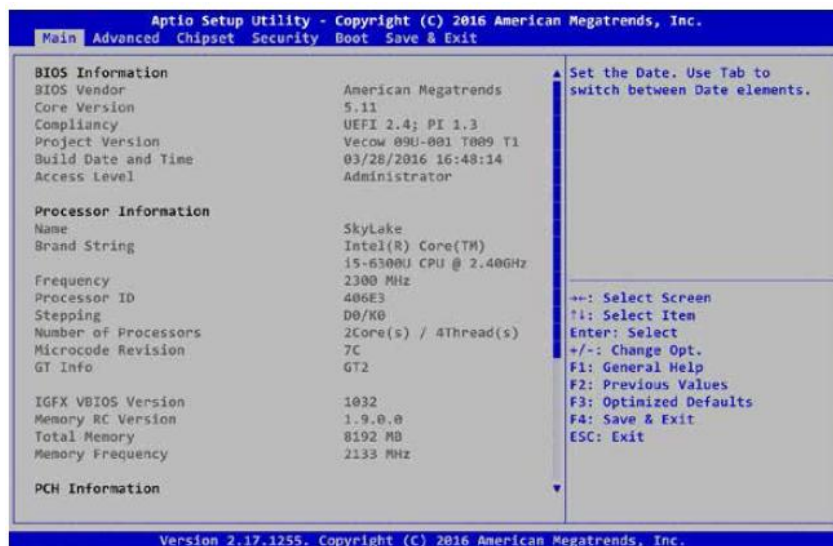 Aptio Setup Utility - Copyright (C) 2016 American Megatrends, Inc.
Main Advanced Chipset Security Boot Save & Exit
BIOS Information
BIOS Vendor American Megatrends
Core Version 5.11
Compliancy UEFI 2.4; PI 1.3
Project Version Vecow 09U-001 T009 T1
Build Date and Time 03/28/2016 16:48:14
Access Level Administrator
Processor Information
Name SkyLake
Brand String Intel(R) Core(TM)
i5-6300U CPU @ 2.40GHz
Frequency 2300 MHz
Processor ID 406E3
Stepping D0/K0
Number of Processors 2Core(s) / 4Thread(s)
Microcode Revision 7C
GT Info GT2
IGFX VBIOS Version 1032
Memory RC Version 1.9.0.0
Total Memory 8192 MB
Memory Frequency 2133 MHz
PCH Information
Set the Date. Use Tab to
switch between Date elements.
→←: Select Screen
↑↓: Select Item
Enter: Select
+/-: Change Opt.
F1: General Help
F2: Previous Values
F3: Optimized Defaults
F4: Save & Exit
ESC: Exit
Version 2.17.1255. Copyright (C) 2016 American Megatrends, Inc.